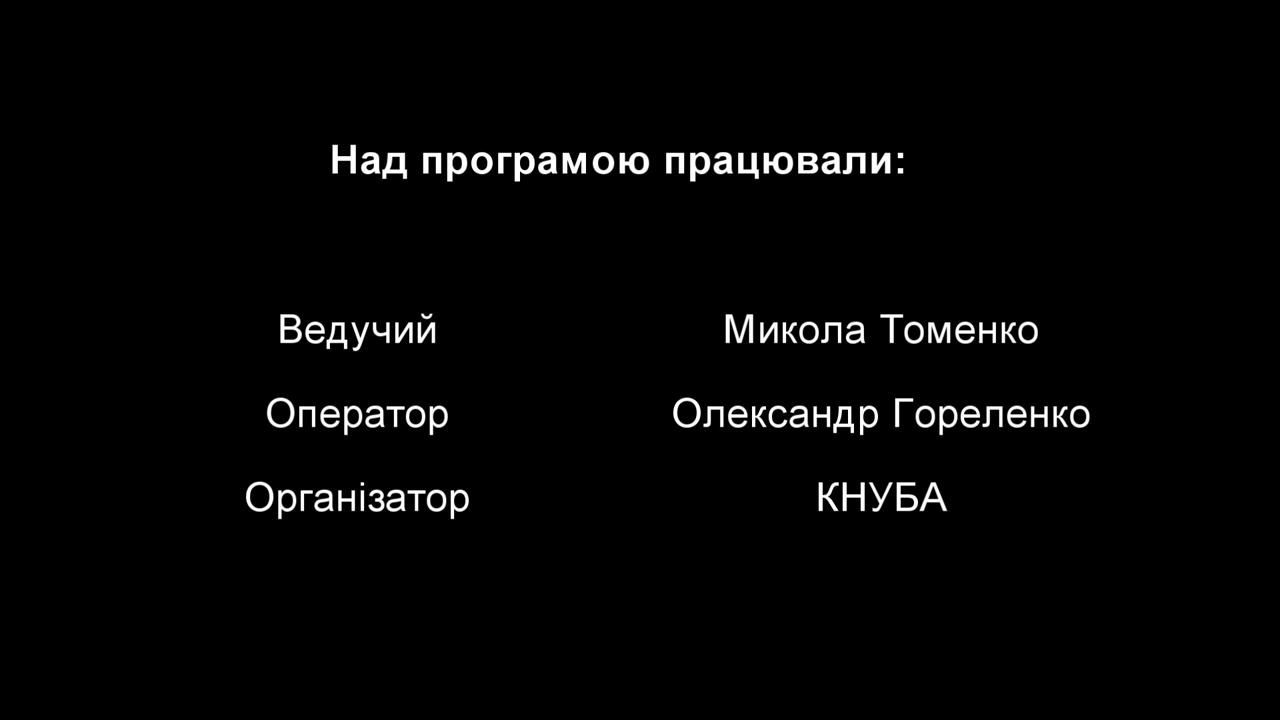 Над програмою працювали:
Ведучий Микола Томенко
Оператор Олександр Гореленко
Організатор КНУБА